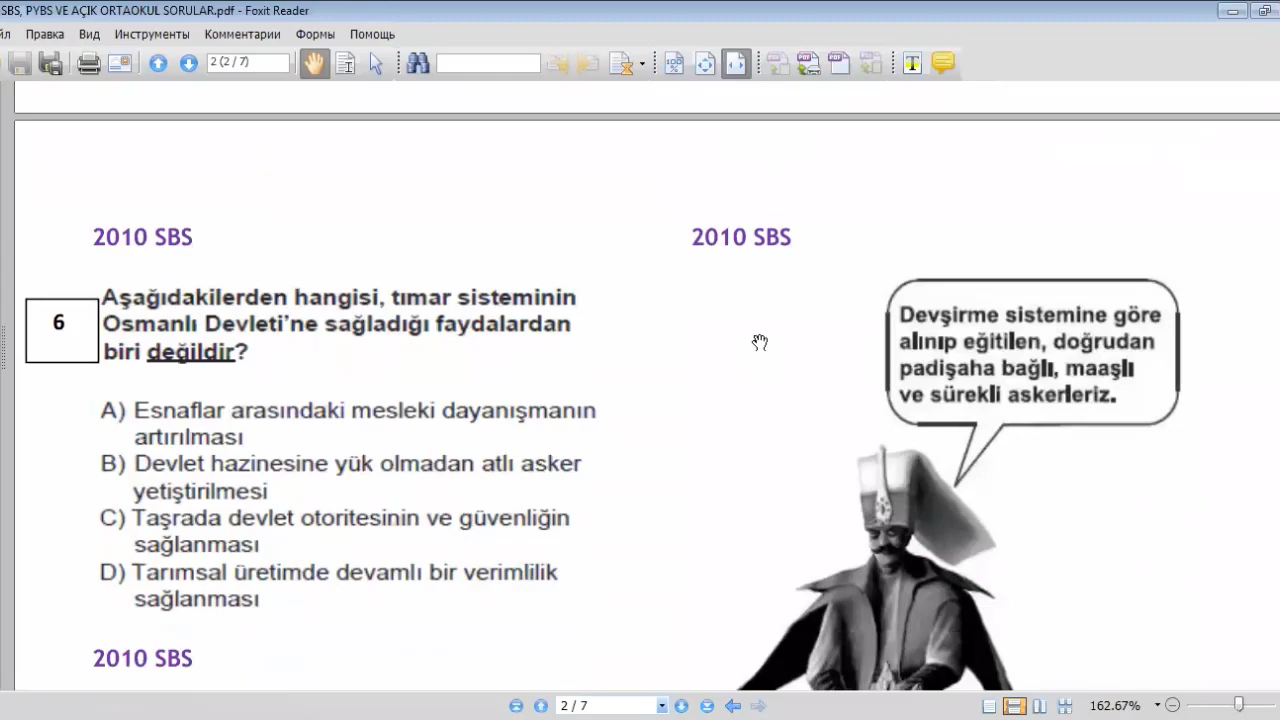 SBS, PYBS VE AÇIK ORTAOKUL SORULAR.pdf - Foxit Reader
йл Правка Вид Инструменты Комментарии Формы Помощь
2 (2 / 7)
2010 SBS
6
Aşağıdakilerden hangisi, tımar sisteminin
Osmanlı Devleti’ne sağladığı faydalardan
biri değildir?
A) Esnaflar arasındaki mesleki dayanışmanın
artırılması
B) Devlet hazinesine yük olmadan atlı asker
yetiştirilmesi
C) Taşrada devlet otoritesinin ve güvenliğin
sağlanması
D) Tarımsal üretimde devamlı bir verimlilik
sağlanması
2010 SBS
2010 SBS
Devşirme sistemine göre
alınıp eğitilen, doğrudan
padişaha bağlı, maaşlı
ve sürekli askerleriz.
2 / 7
162.67%